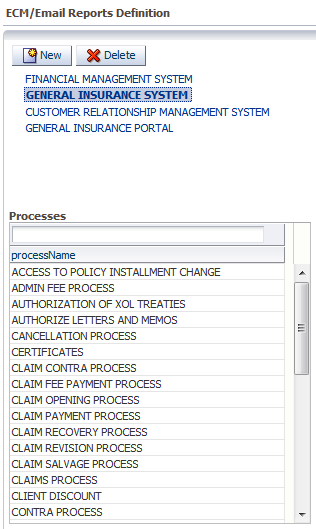 ECM/Email Reports Definition
New Delete
FINANCIAL MANAGEMENT SYSTEM
GENERAL INSURANCE SYSTEM
CUSTOMER RELATIONSHIP MANAGEMENT SYSTEM
GENERAL INSURANCE PORTAL
Processes
processName
ACCESS TO POLICY INSTALLMENT CHANGE
ADMIN FEE PROCESS
AUTHORIZATION OF XOL TREATIES
AUTHORIZE LETTERS AND MEMOS
CANCELLATION PROCESS
CERTIFICATES
CLAIM CONTRA PROCESS
CLAIM FEE PAYMENT PROCESS
CLAIM OPENING PROCESS
CLAIM PAYMENT PROCESS
CLAIM RECOVERY PROCESS
CLAIM REVISION PROCESS
CLAIM SALVAGE PROCESS
CLAIMS PROCESS
CLIENT DISCOUNT
CONTRA PROCESS